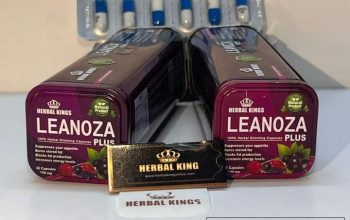 LEANOZA
HERBAL KINGS
LEANOZA
PLUS
100% Herbal Slimming Capsules
Suppresses your appetite
Burns stored fat
Blocks fat production
Increases energy levels
HERBAL KINGS
LEANOZA
PLUS
100% Herbal Slimming Capsules
Suppresses your appetite
Burns stored fat
Blocks fat production
Increases energy levels
HERBAL KING
HERBAL KINGS